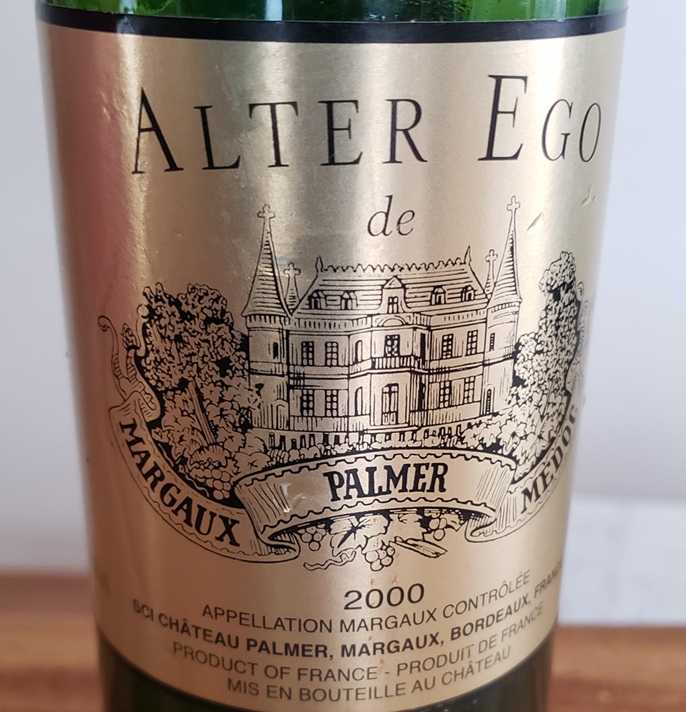 ALTER EGO
de
MARGAUX PALMER MEDOC
2000
APPELLATION MARGAUX CONTRÔLÉE
SCI CHÂTEAU PALMER, MARGAUX, BORDEAUX, FRANCE
PRODUCT OF FRANCE - PRODUIT DE FRANCE
MIS EN BOUTEILLE AU CHÂTEAU